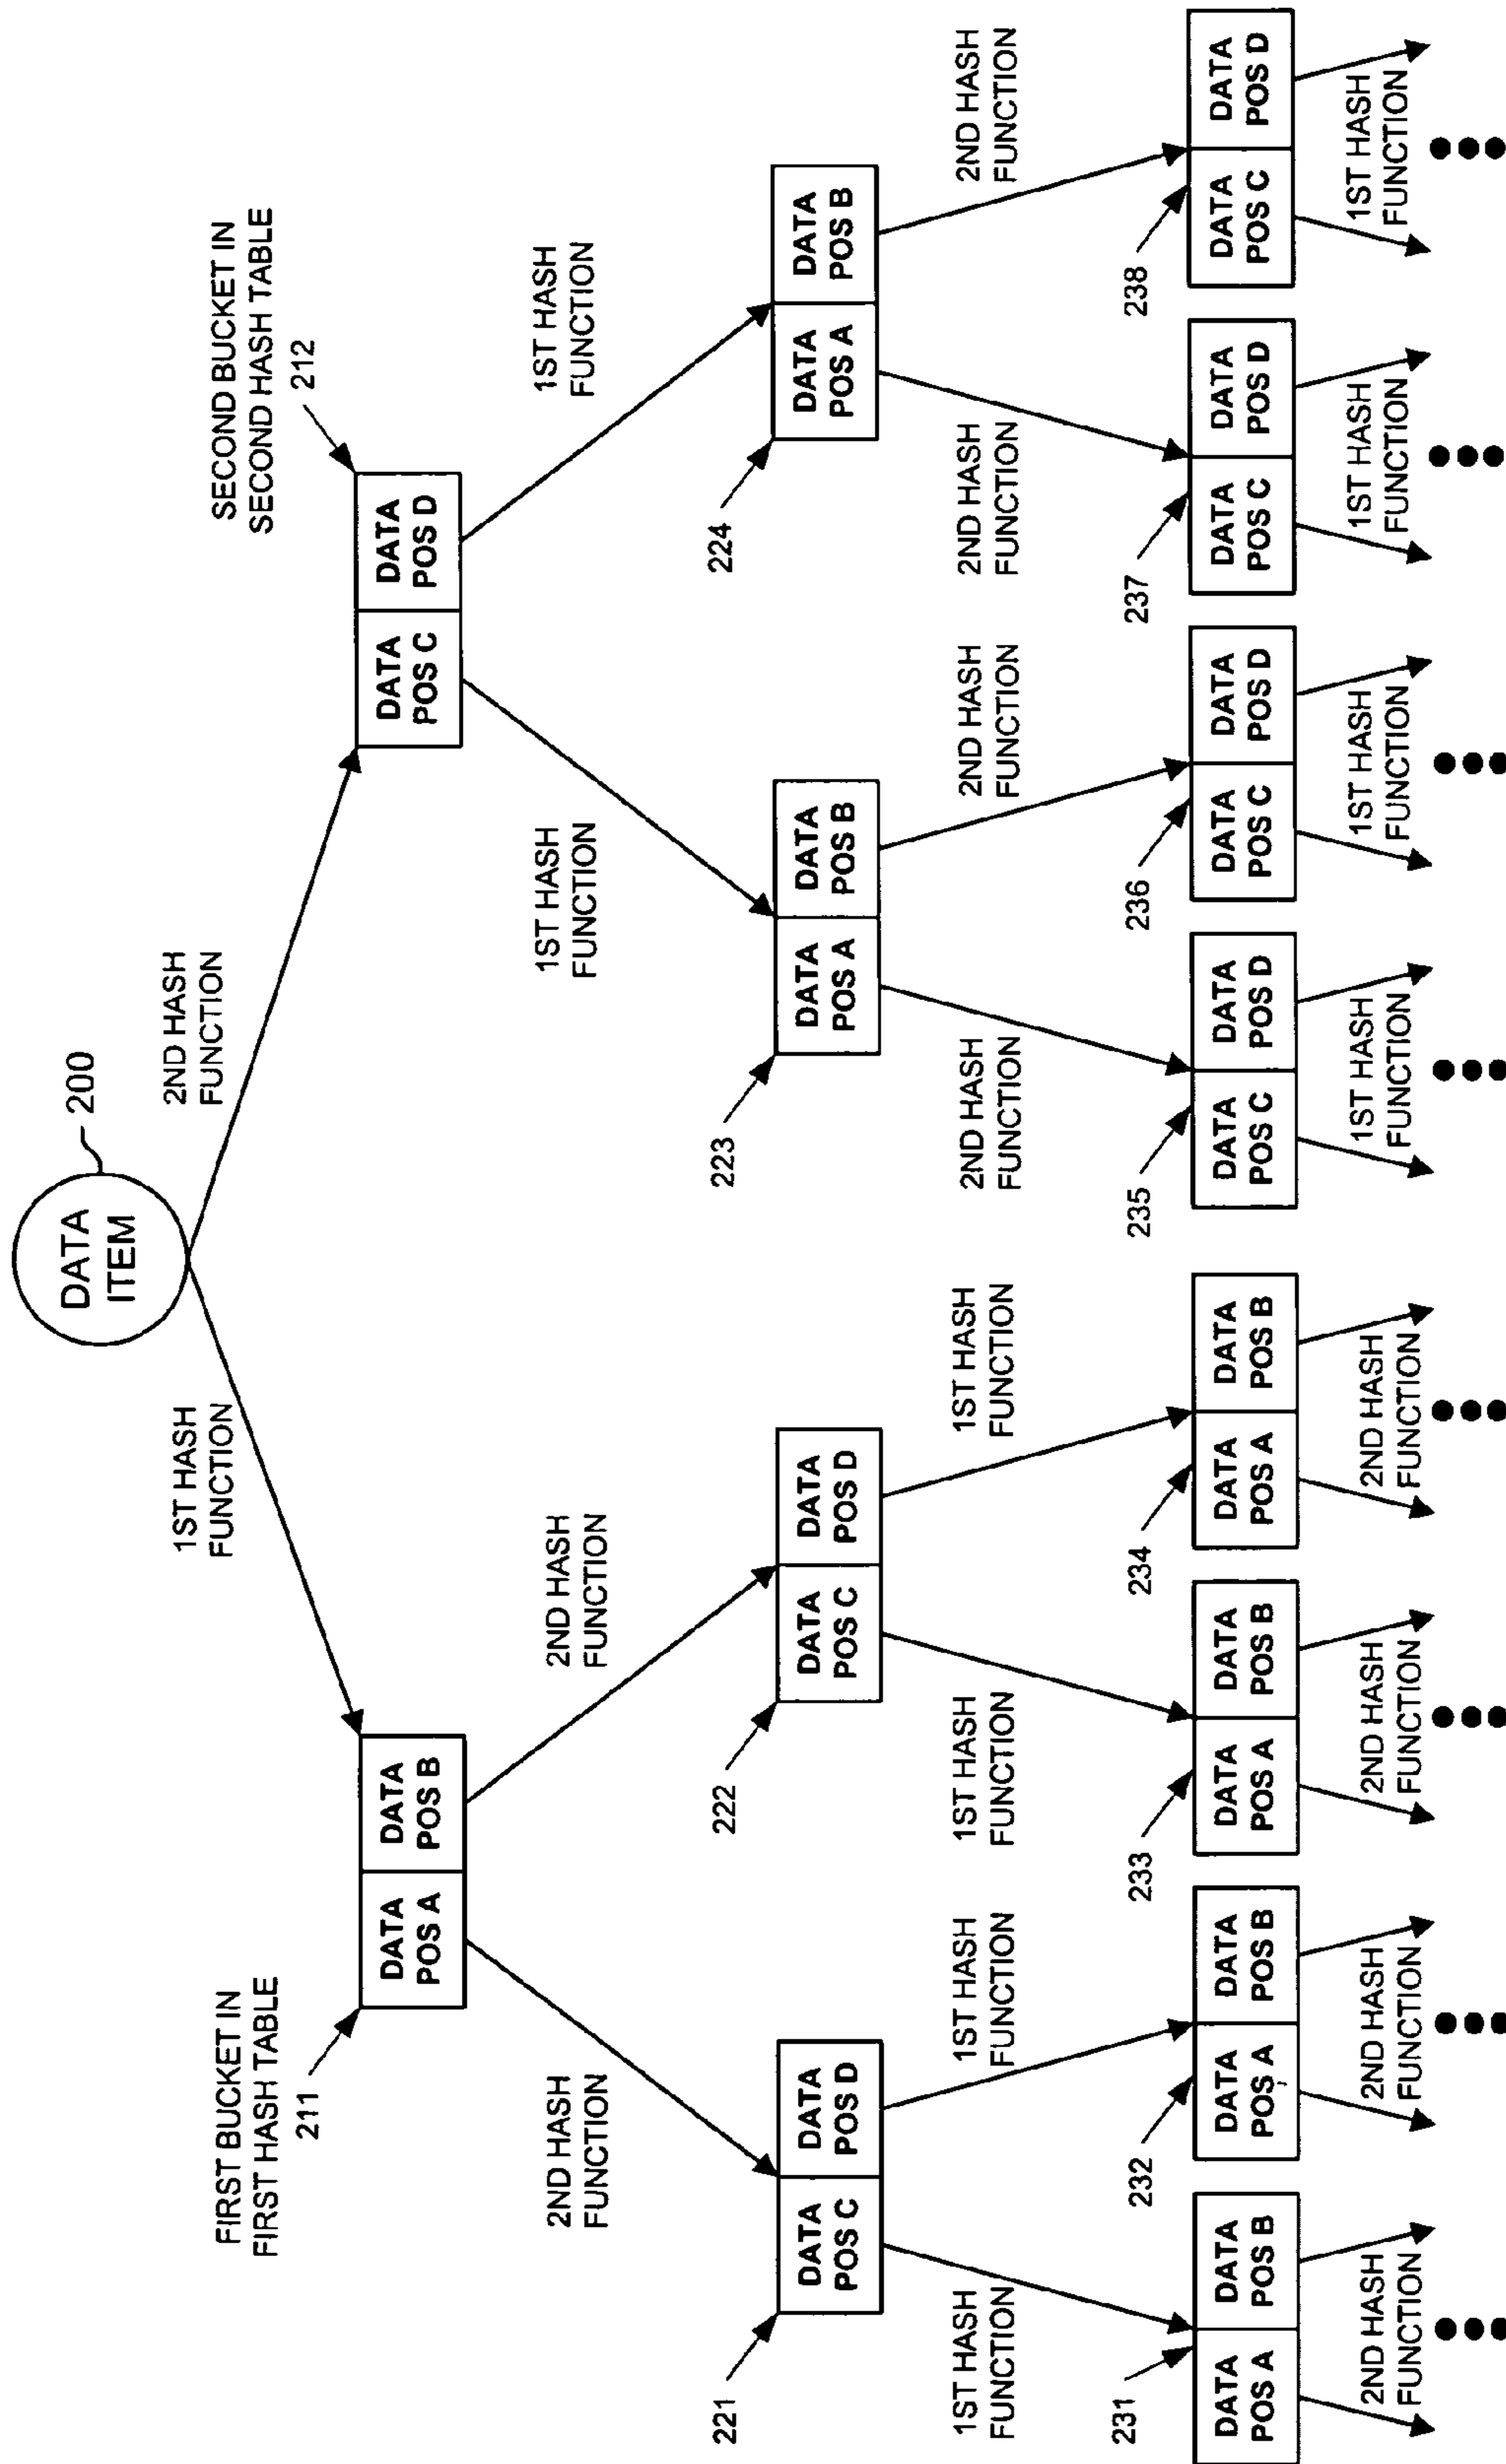 DATA
ITEM
200
1ST HASH
FUNCTION
2ND HASH
FUNCTION
FIRST BUCKET IN
FIRST HASH TABLE
211
DATA
POS A
DATA
POS B
SECOND BUCKET IN
SECOND HASH TABLE
212
DATA
POS C
DATA
POS D
2ND HASH
FUNCTION
2ND HASH
FUNCTION
1ST HASH
FUNCTION
1ST HASH
FUNCTION
221
DATA
POS C
DATA
POS D
222
DATA
POS C
DATA
POS D
223
DATA
POS A
DATA
POS B
224
DATA
POS A
DATA
POS B
1ST HASH
FUNCTION
1ST HASH
FUNCTION
1ST HASH
FUNCTION
1ST HASH
FUNCTION
2ND HASH
FUNCTION
2ND HASH
FUNCTION
2ND HASH
FUNCTION
2ND HASH
FUNCTION
231
DATA
POS A
DATA
POS B
232
DATA
POS A
DATA
POS B
233
DATA
POS A
DATA
POS B
234
DATA
POS A
DATA
POS B
235
DATA
POS C
DATA
POS D
236
DATA
POS C
DATA
POS D
237
DATA
POS C
DATA
POS D
238
DATA
POS C
DATA
POS D
2ND HASH
FUNCTION
2ND HASH
FUNCTION
2ND HASH
FUNCTION
2ND HASH
FUNCTION
1ST HASH
FUNCTION
1ST HASH
FUNCTION
1ST HASH
FUNCTION
1ST HASH
FUNCTION